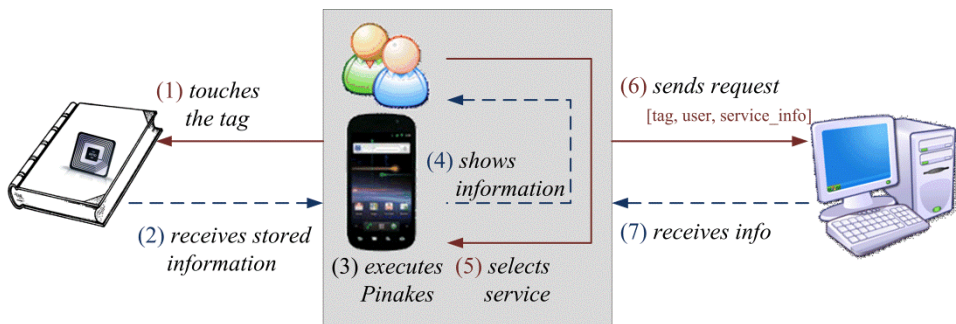 (1) touches
the tag
(2) receives stored
information
(3) executes
Pinakes
(4) shows
information
(5) selects
service
(6) sends request
[tag, user, service_info]
(7) receives info